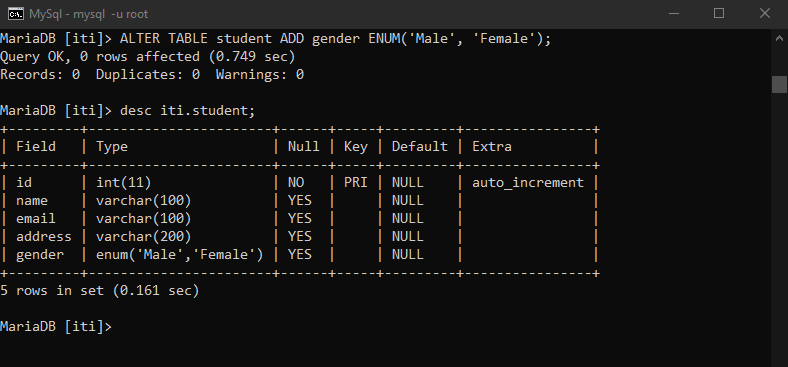 MySql - mysql  -u root
MariaDB [iti]> ALTER TABLE student ADD gender ENUM('Male', 'Female');
Query OK, 0 rows affected (0.749 sec)
Records: 0  Duplicates: 0  Warnings: 0

MariaDB [iti]> desc iti.student;
+---------+-----------------------+------+-----+---------+----------------+
| Field   | Type                  | Null | Key | Default | Extra          |
+---------+-----------------------+------+-----+---------+----------------+
| id      | int(11)               | NO   | PRI | NULL    | auto_increment |
| name    | varchar(100)          | YES  |     | NULL    |                |
| email   | varchar(100)          | YES  |     | NULL    |                |
| address | varchar(200)          | YES  |     | NULL    |                |
| gender  | enum('Male','Female') | YES  |     | NULL    |                |
+---------+-----------------------+------+-----+---------+----------------+
5 rows in set (0.161 sec)

MariaDB [iti]>